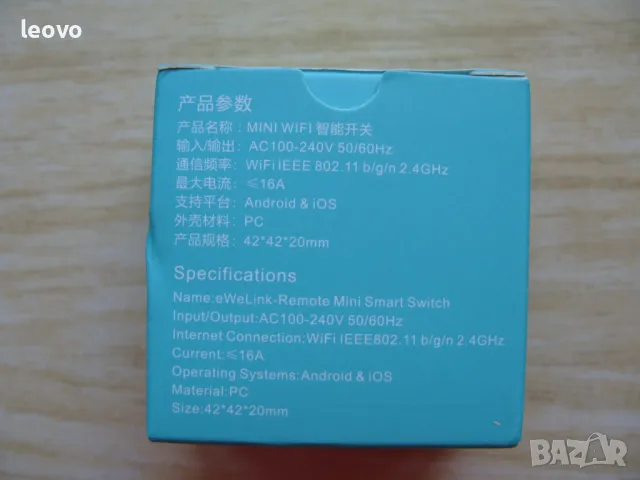 leovo
产品参数
产品名称：MINI WIFI 智能开关
输入/输出：AC100-240V 50/60Hz
通信频率：WiFi IEEE 802.11 b/g/n 2.4GHz
最大电流：≤16A
支持平台：Android & iOS
外壳材料：PC
产品规格：42*42*20mm
Specifications
Name:eWeLink-Remote Mini Smart Switch
Input/Output:AC100-240V 50/60Hz
Internet Connection:WiFi IEEE802.11 b/g/n 2.4GHz
Current:≤16A
Operating Systems:Android & iOS
Material:PC
Size:42*42*20mm
BAZAR